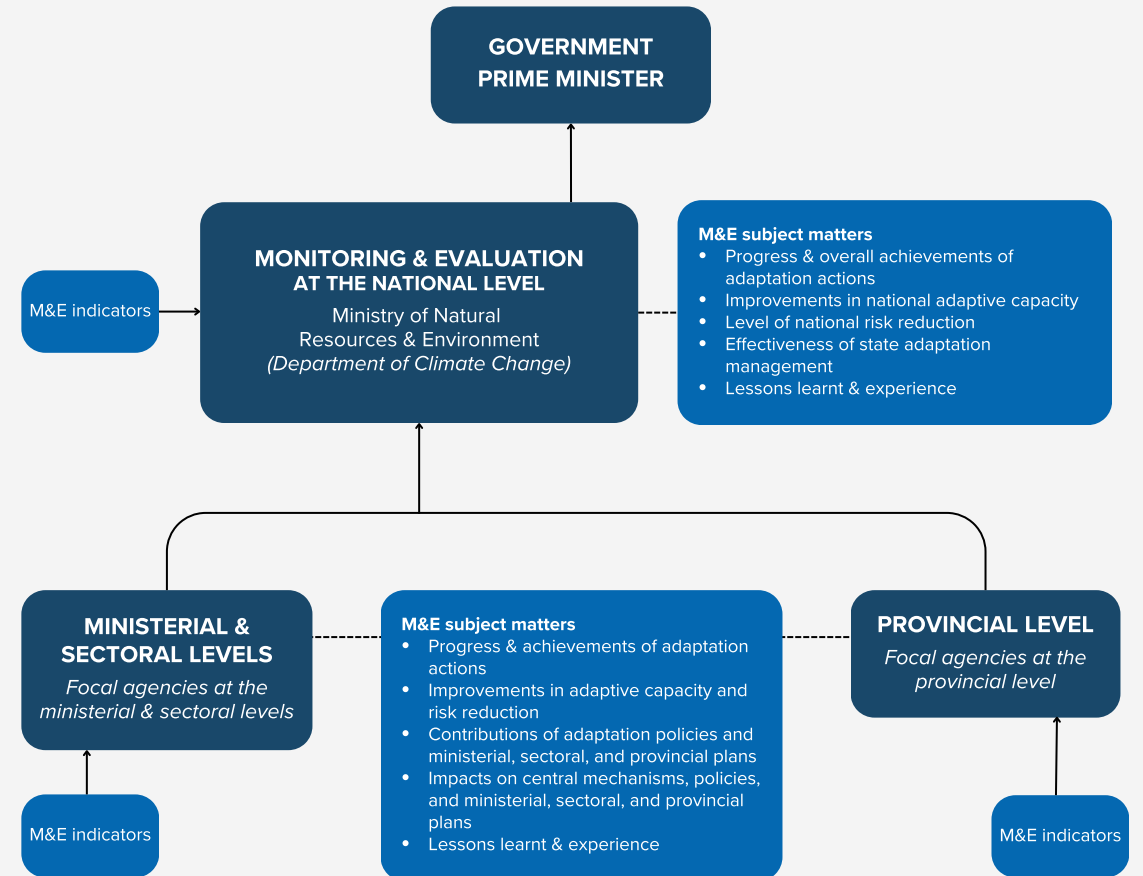 GOVERNMENT
PRIME MINISTER
MONITORING & EVALUATION
AT THE NATIONAL LEVEL
Ministry of Natural
Resources & Environment
(Department of Climate Change)
M&E indicators
M&E subject matters
• Progress & overall achievements of
adaptation actions
• Improvements in national adaptive capacity
• Level of national risk reduction
• Effectiveness of state adaptation
management
• Lessons learnt & experience
MINISTERIAL &
SECTORAL LEVELS
Focal agencies at the
ministerial & sectoral levels
M&E indicators
M&E subject matters
• Progress & achievements of adaptation
actions
• Improvements in adaptive capacity and
risk reduction
• Contributions of adaptation policies and
ministerial, sectoral, and provincial plans
• Impacts on central mechanisms, policies,
and ministerial, sectoral, and provincial
plans
• Lessons learnt & experience
PROVINCIAL LEVEL
Focal agencies at the
provincial level
M&E indicators